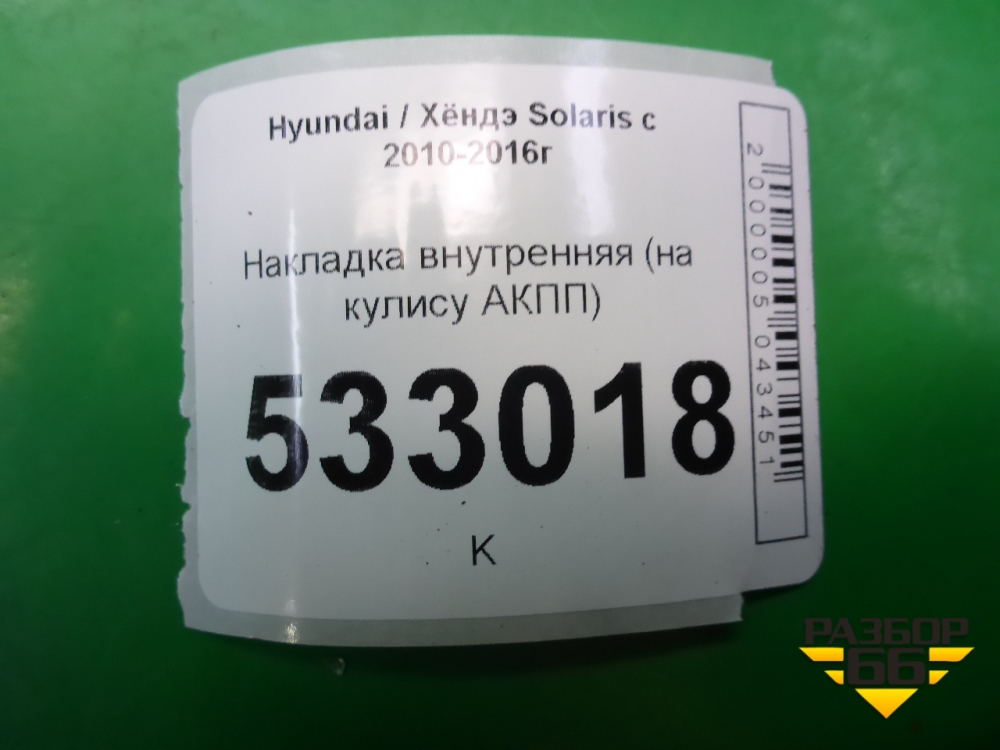 Hyundai / Хёндэ Solaris с
2010-2016г
Накладка внутренняя (на
кулису АКПП)
533018
К
2000005043451
РАЗБОР
66